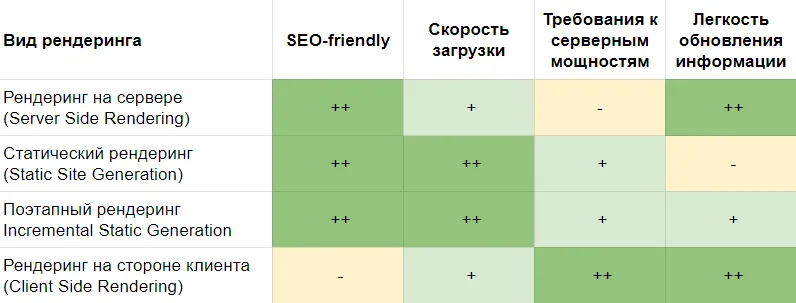 Вид рендеринга
SEO-friendly
Скорость
загрузки
Требования к
серверным
мощностям
Легкость
обновления
информации
Рендеринг на сервере
(Server Side Rendering)
++
+
-
++
Статический рендеринг
(Static Site Generation)
++
++
+
-
Поэтапный рендеринг
Incremental Static Generation
++
++
+
+
Рендеринг на стороне клиента
(Client Side Rendering)
-
+
++
++